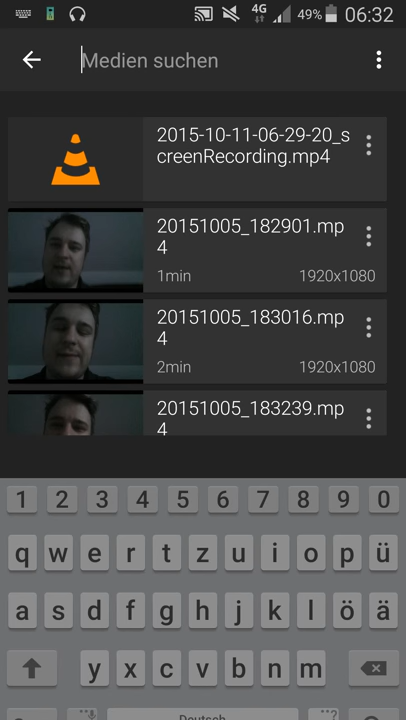 4G 49% 06:32
Medien suchen
2015-10-11-06-29-20_s
creenRecording.mp4
20151005_182901.mp
4
1min 1920x1080
20151005_183016.mp
4
2min 1920x1080
20151005_183239.mp
4
1 2 3 4 5 6 7 8 9 0
q w e r t z u i o p ü
a s d f g h j k l ö ä
y x c v b n m
Deutsch